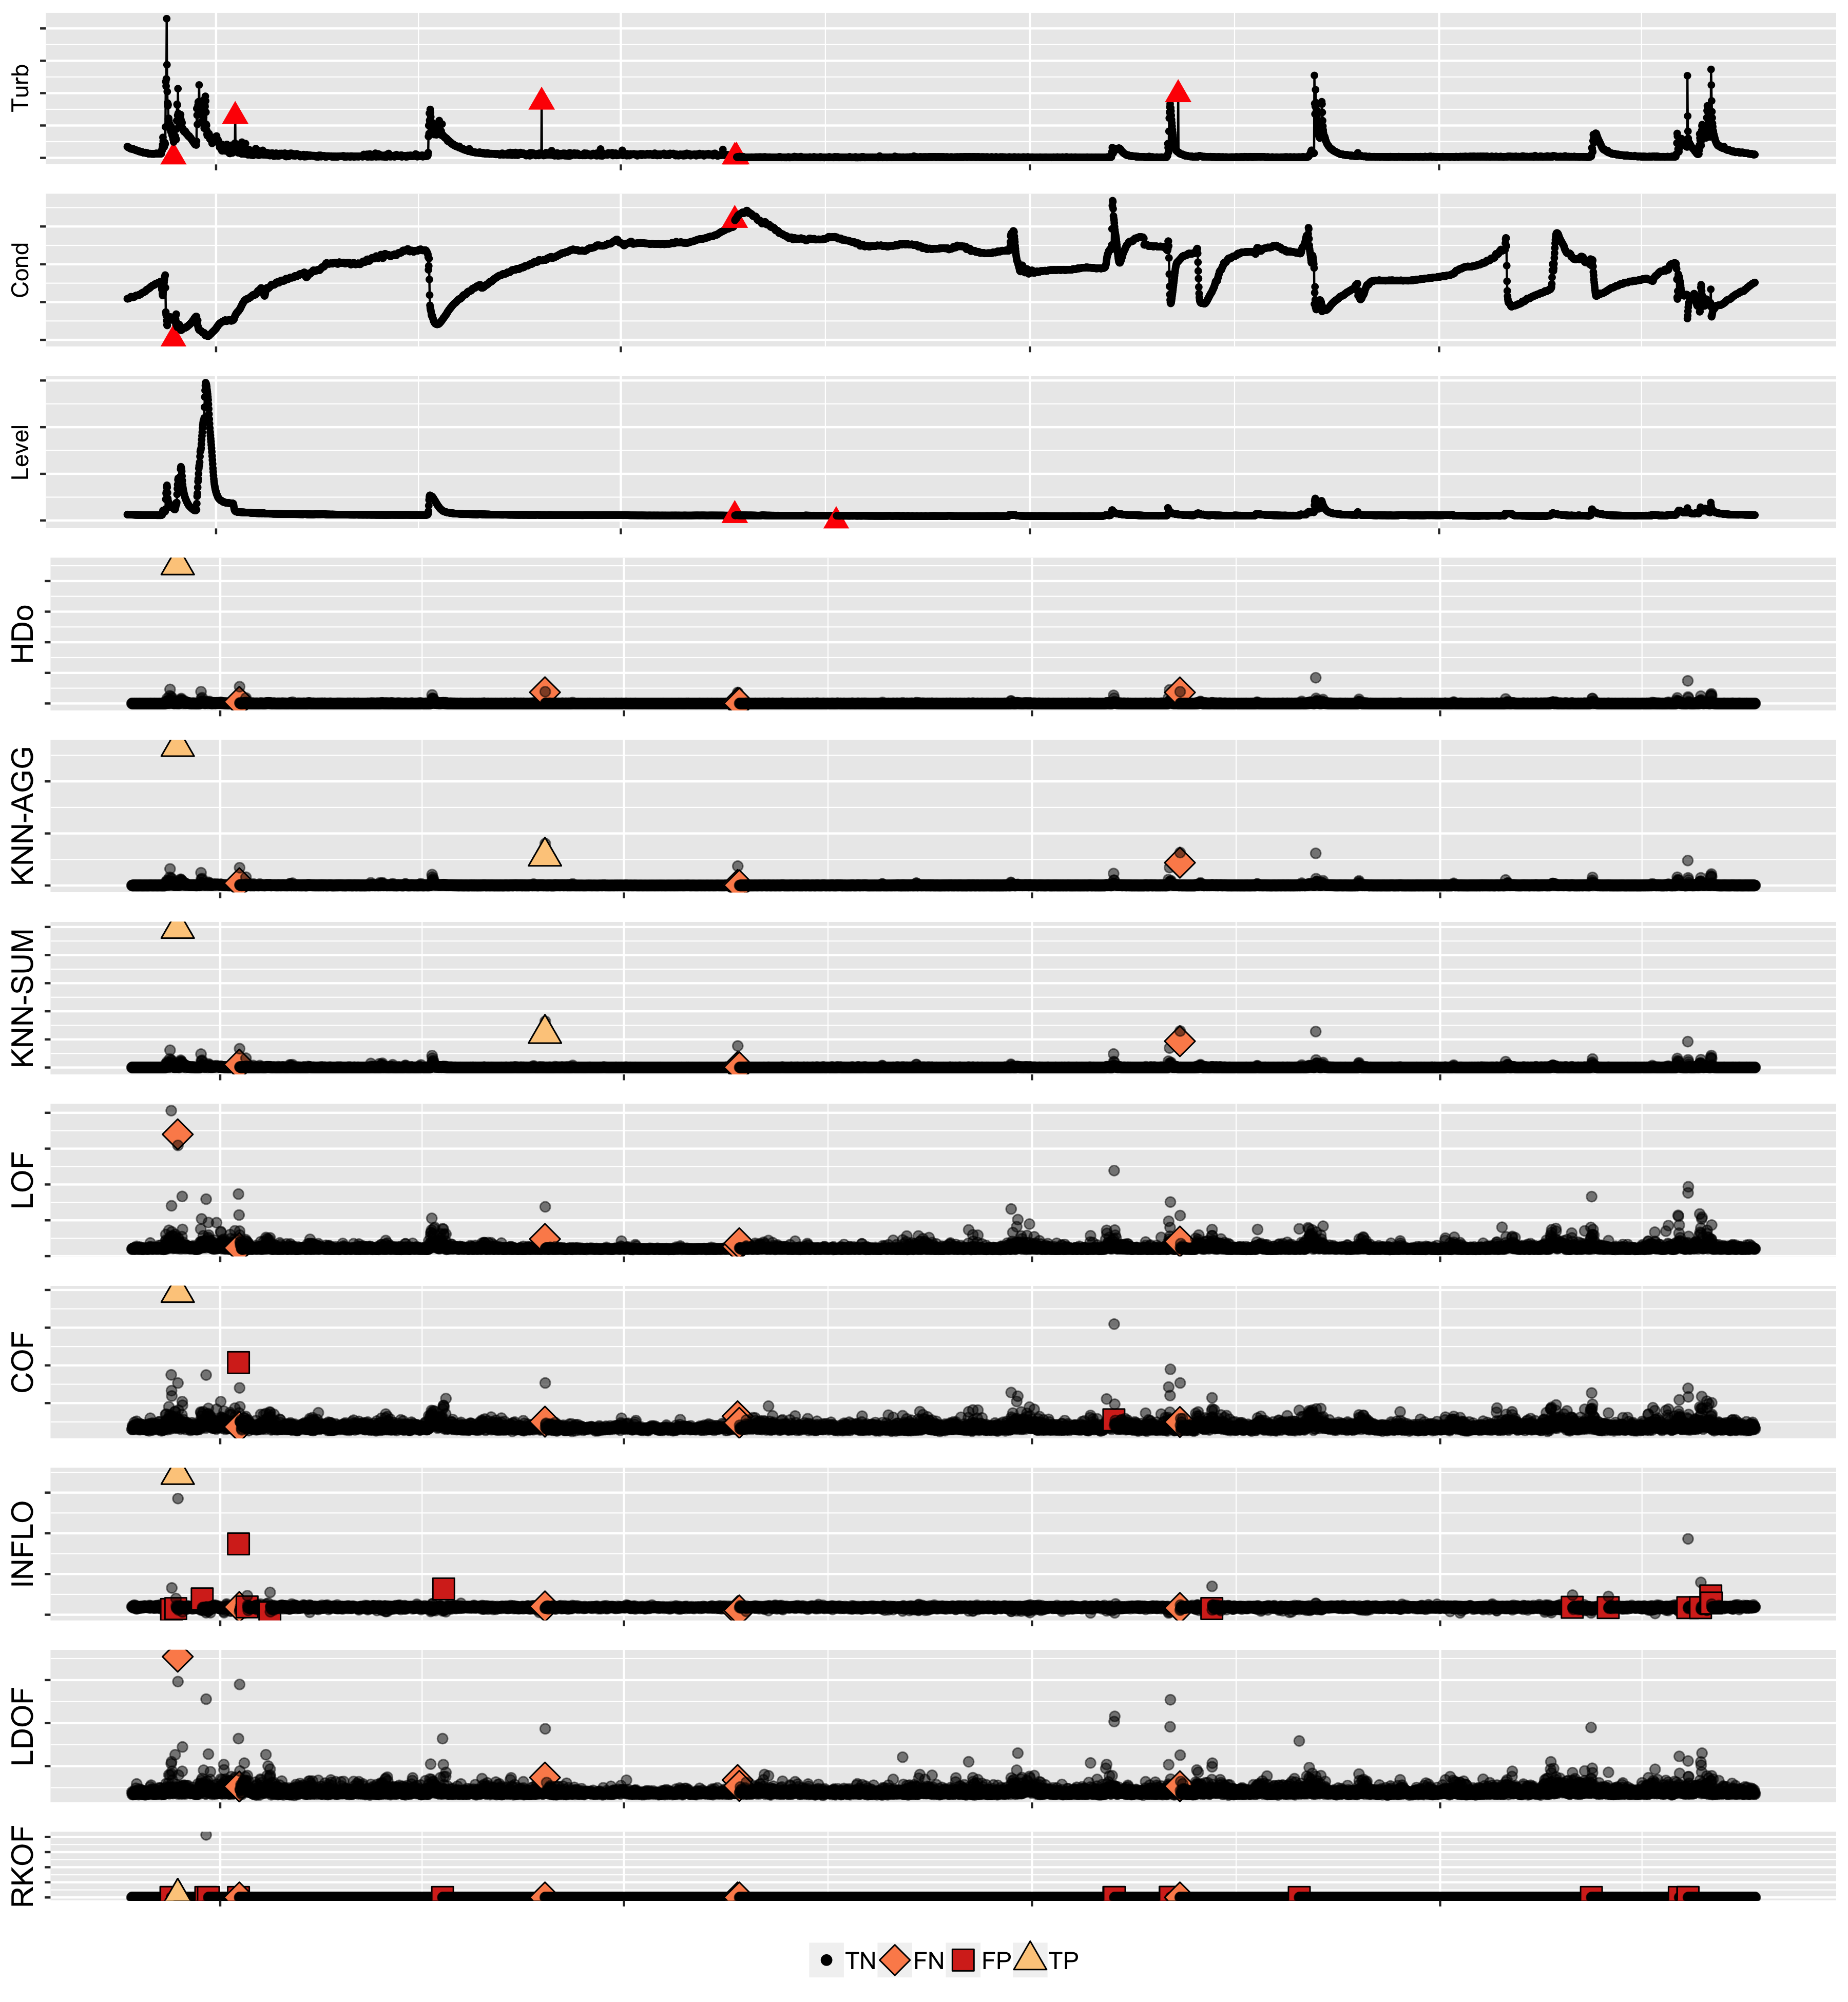 Turb
Cond
Level
HDo
KNN-AGG
KNN-SUM
LOF
COF
INFLO
LDOF
RKOF
TN FN FP TP